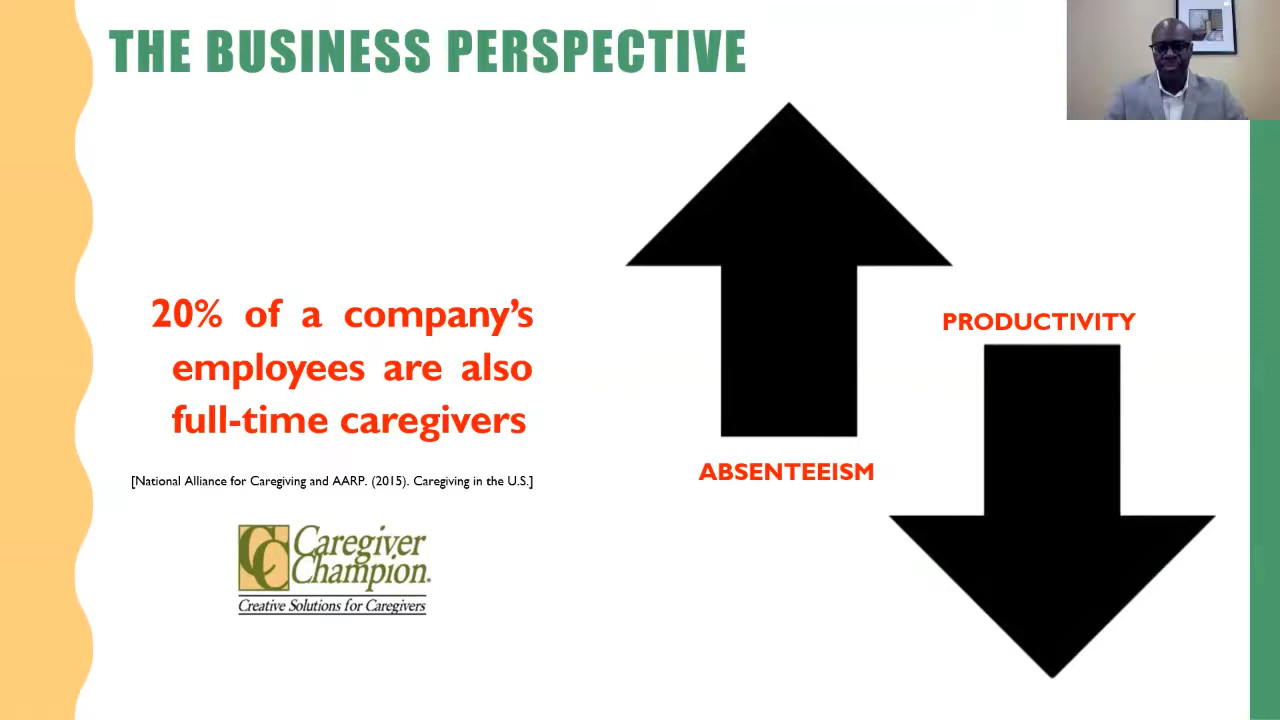 THE BUSINESS PERSPECTIVE
20% of a company's
employees are also
full-time caregivers
[National Alliance for Caregiving and AARP. (2015). Caregiving in the U.S.]
CC Caregiver
Champion.
Creative Solutions for Caregivers
ABSENTEEISM
PRODUCTIVITY